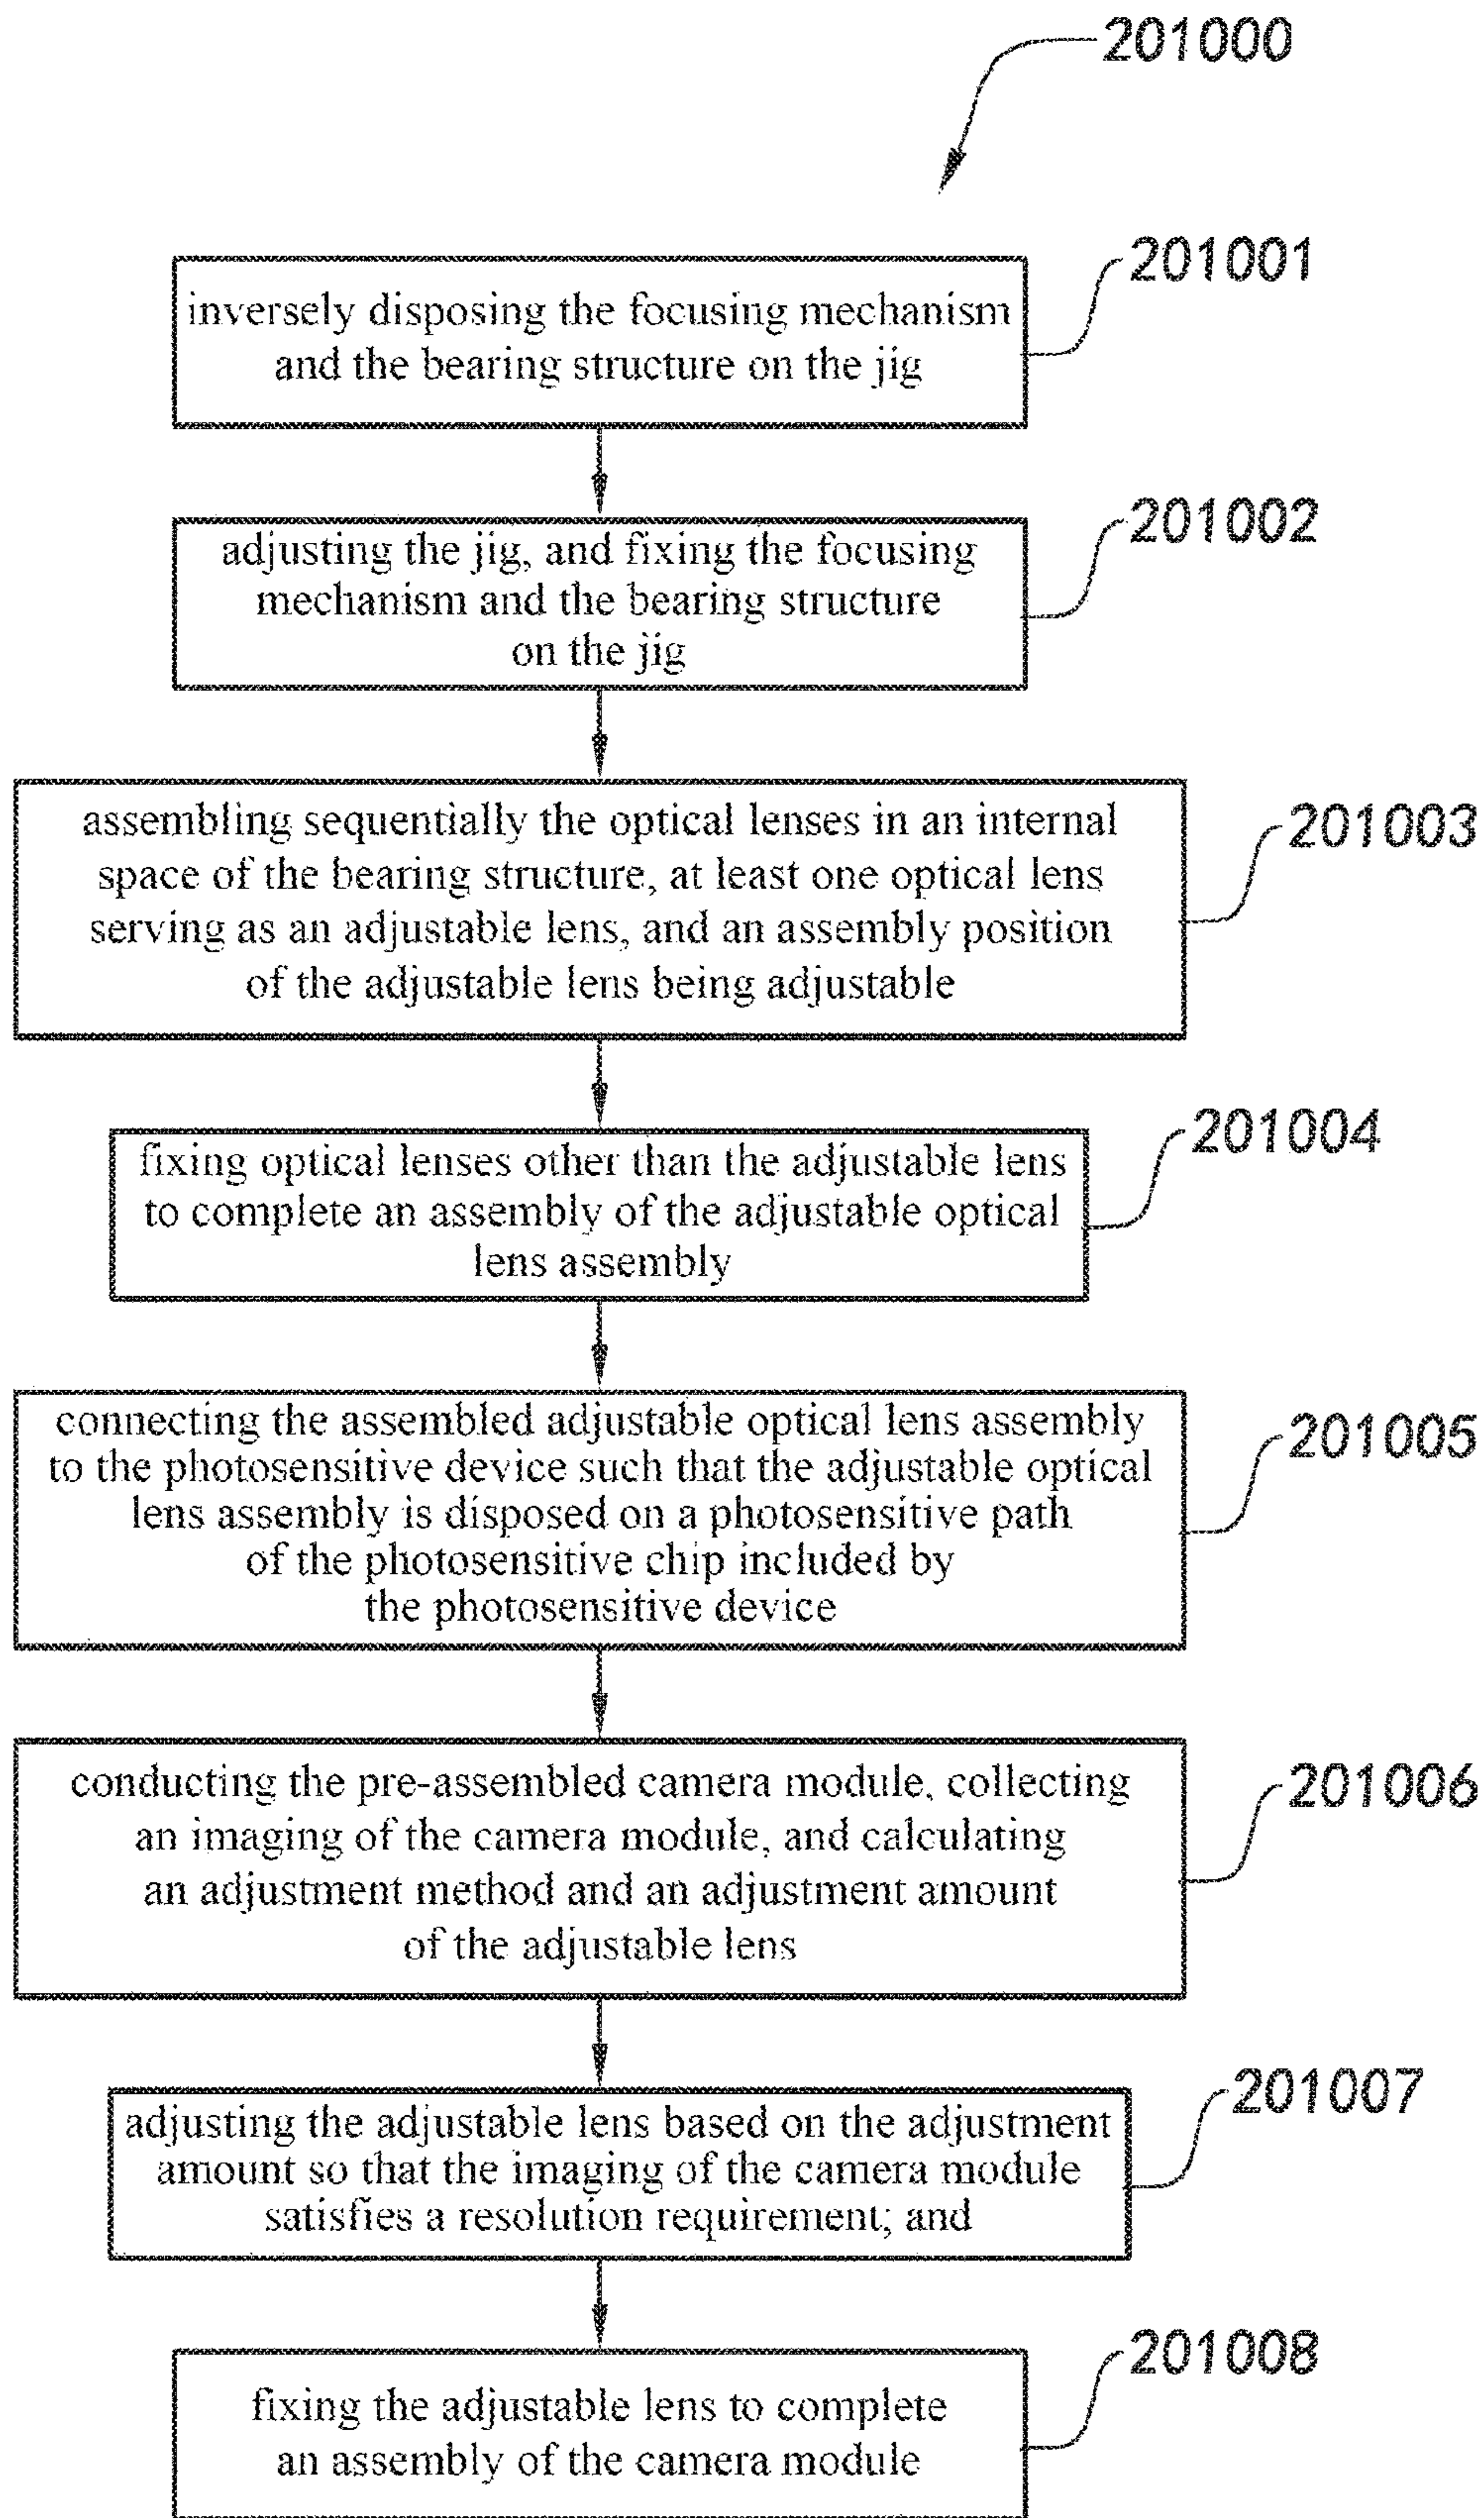 201000
201001
inversely disposing the focusing mechanism
and the bearing structure on the jig
201002
adjusting the jig, and fixing the focusing
mechanism and the bearing structure
on the jig
201003
assembling sequentially the optical lenses in an internal
space of the bearing structure, at least one optical lens
serving as an adjustable lens, and an assembly position
of the adjustable lens being adjustable
201004
fixing optical lenses other than the adjustable lens
to complete an assembly of the adjustable optical
lens assembly
201005
connecting the assembled adjustable optical lens assembly
to the photosensitive device such that the adjustable optical
lens assembly is disposed on a photosensitive path
of the photosensitive chip included by
the photosensitive device
201006
conducting the pre-assembled camera module, collecting
an imaging of the camera module, and calculating
an adjustment method and an adjustment amount
of the adjustable lens
201007
adjusting the adjustable lens based on the adjustment
amount so that the imaging of the camera module
satisfies a resolution requirement; and
201008
fixing the adjustable lens to complete
an assembly of the camera module